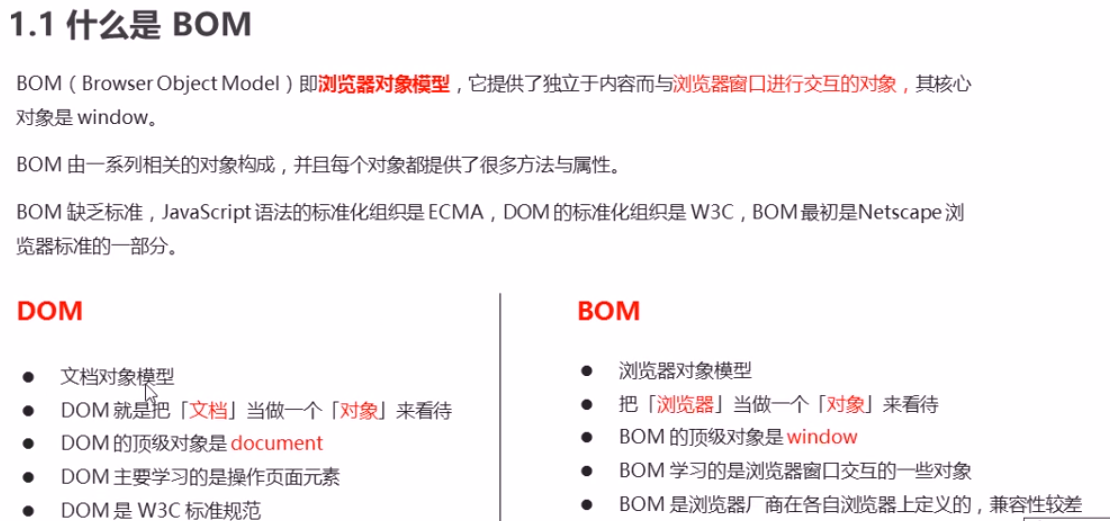 1.1 什么是 BOM
BOM（Browser Object Model）即浏览器对象模型，它提供了独立于内容而与浏览器窗口进行交互的对象，其核心
对象是 window。
BOM 由一系列相关的对象构成，并且每个对象都提供了很多方法与属性。
BOM 缺乏标准，JavaScript 语法的标准化组织是 ECMA，DOM 的标准化组织是 W3C，BOM 最初是Netscape 浏
览器标准的一部分。
DOM
● 文档对象模型
● DOM 就是把「文档」当做一个「对象」来看待
● DOM 的顶级对象是 document
● DOM 主要学习的是操作页面元素
● DOM 是 W3C 标准规范
BOM
● 浏览器对象模型
● 把「浏览器」当做一个「对象」来看待
● BOM 的顶级对象是 window
● BOM 学习的是浏览器窗口交互的一些对象
● BOM 是浏览器厂商在各自浏览器上定义的，兼容性较差